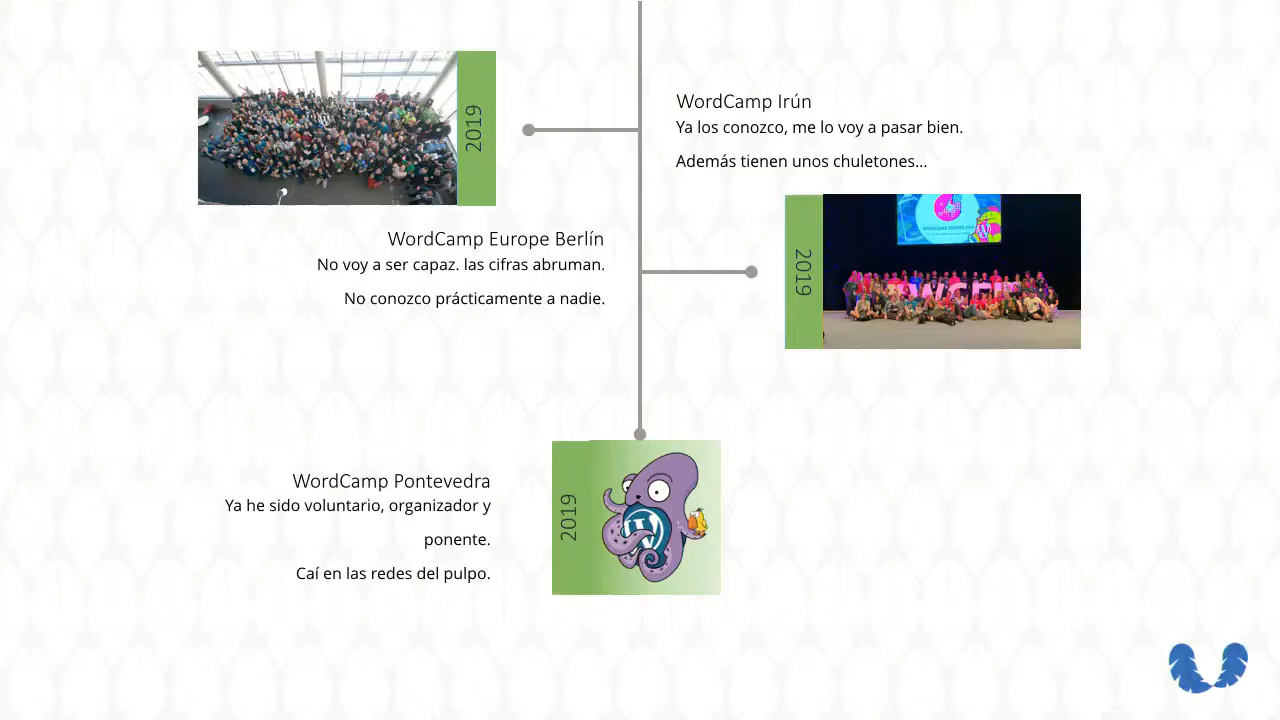 2019
WordCamp Irún
Ya los conozco, me lo voy a pasar bien.
Además tienen unos chuletones...
WordCamp Europe Berlín
No voy a ser capaz. las cifras abruman.
No conozco prácticamente a nadie.
2019
WordCamp Pontevedra
Ya he sido voluntario, organizador y
ponente.
Caí en las redes del pulpo.
2019